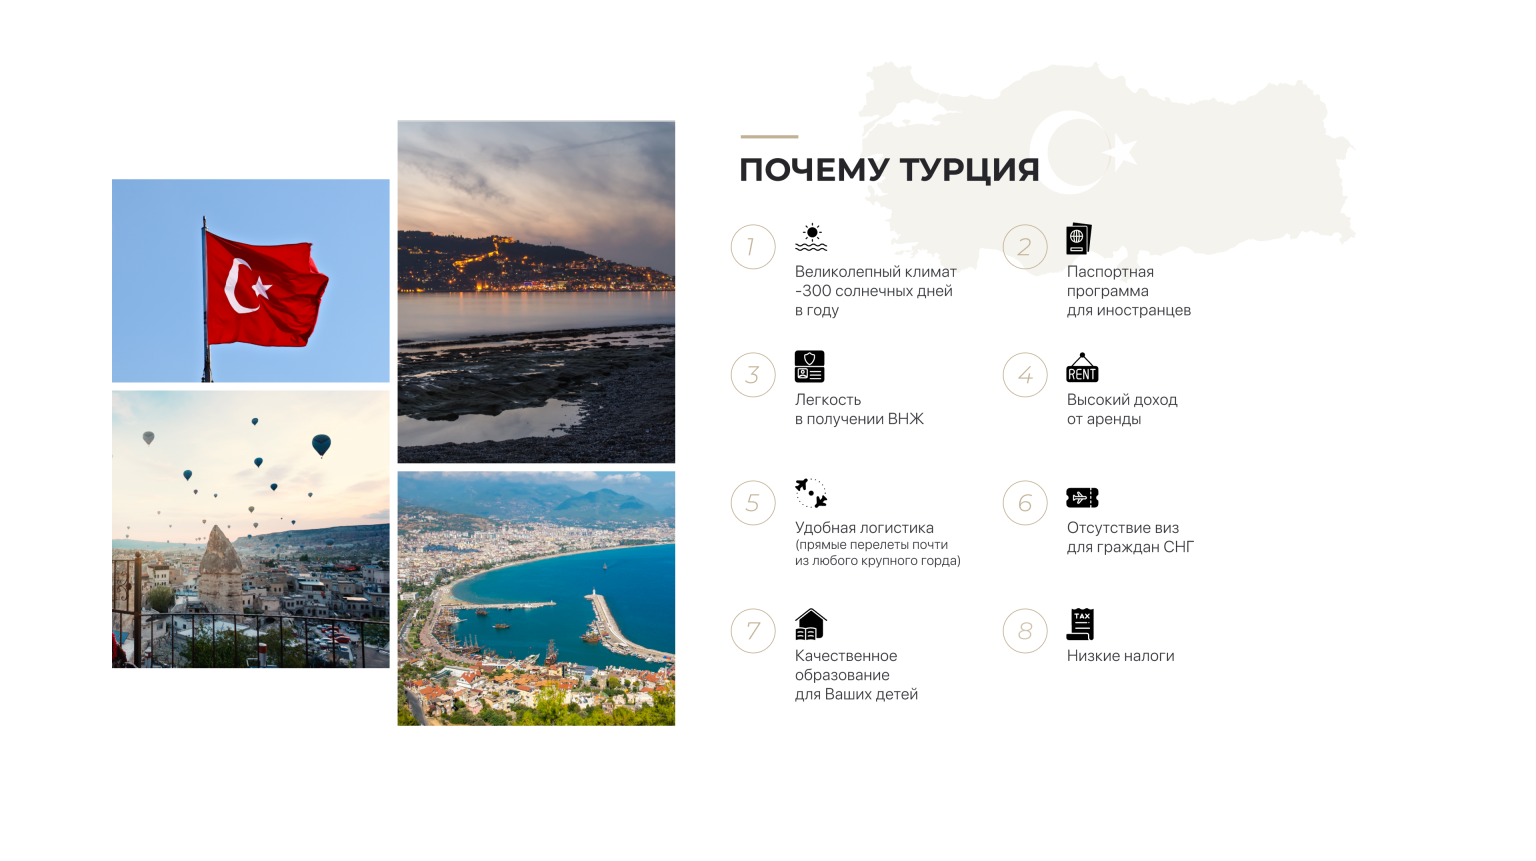 ПОЧЕМУ ТУРЦИЯ
1
Великолепный климат
-300 солнечных дней
в году
2
Паспортная
программа
для иностранцев
3
Легкость
в получении ВНЖ
4
RENT
Высокий доход
от аренды
5
Удобная логистика
(прямые перелеты почти
из любого крупного горда)
6
Отсутствие виз
для граждан СНГ
7
Качественное
образование
для Ваших детей
8
TAX
Низкие налоги